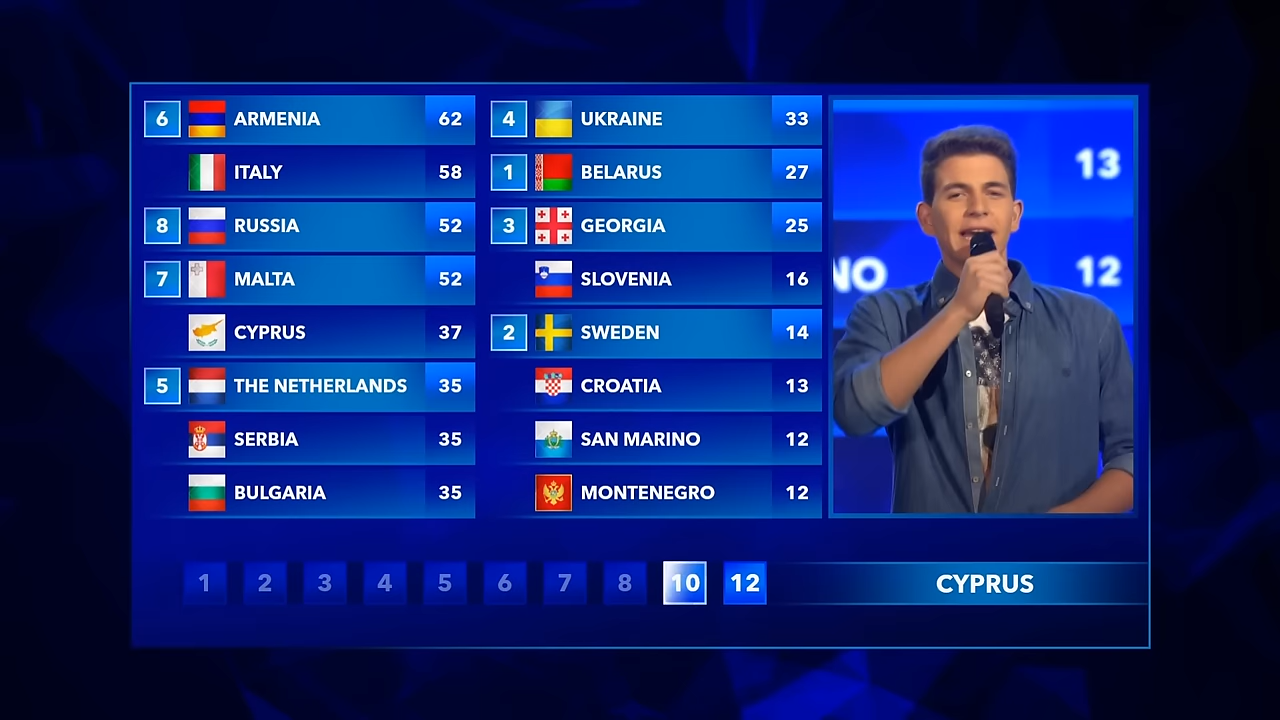 6 ARMENIA 62
ITALY 58
8 RUSSIA 52
7 MALTA 52
CYPRUS 37
5 THE NETHERLANDS 35
SERBIA 35
BULGARIA 35
4 UKRAINE 33
1 BELARUS 27
3 GEORGIA 25
SLOVENIA 16
2 SWEDEN 14
CROATIA 13
SAN MARINO 12
MONTENEGRO 12
13
NO 12
1 2 3 4 5 6 7 8 10 12 CYPRUS